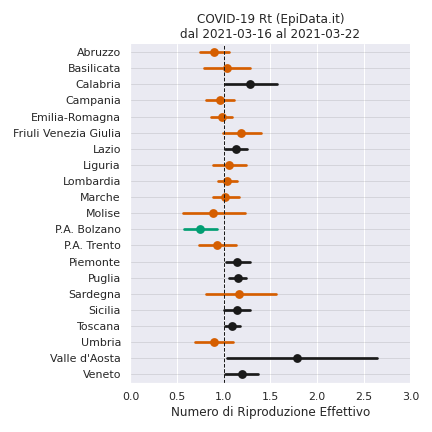 COVID-19 Rt (EpiData.it)
dal 2021-03-16 al 2021-03-22
Abruzzo
Basilicata
Calabria
Campania
Emilia-Romagna
Friuli Venezia Giulia
Lazio
Liguria
Lombardia
Marche
Molise
P.A. Bolzano
P.A. Trento
Piemonte
Puglia
Sardegna
Sicilia
Toscana
Umbria
Valle d'Aosta
Veneto
0.0 0.5 1.0 1.5 2.0 2.5 3.0
Numero di Riproduzione Effettivo